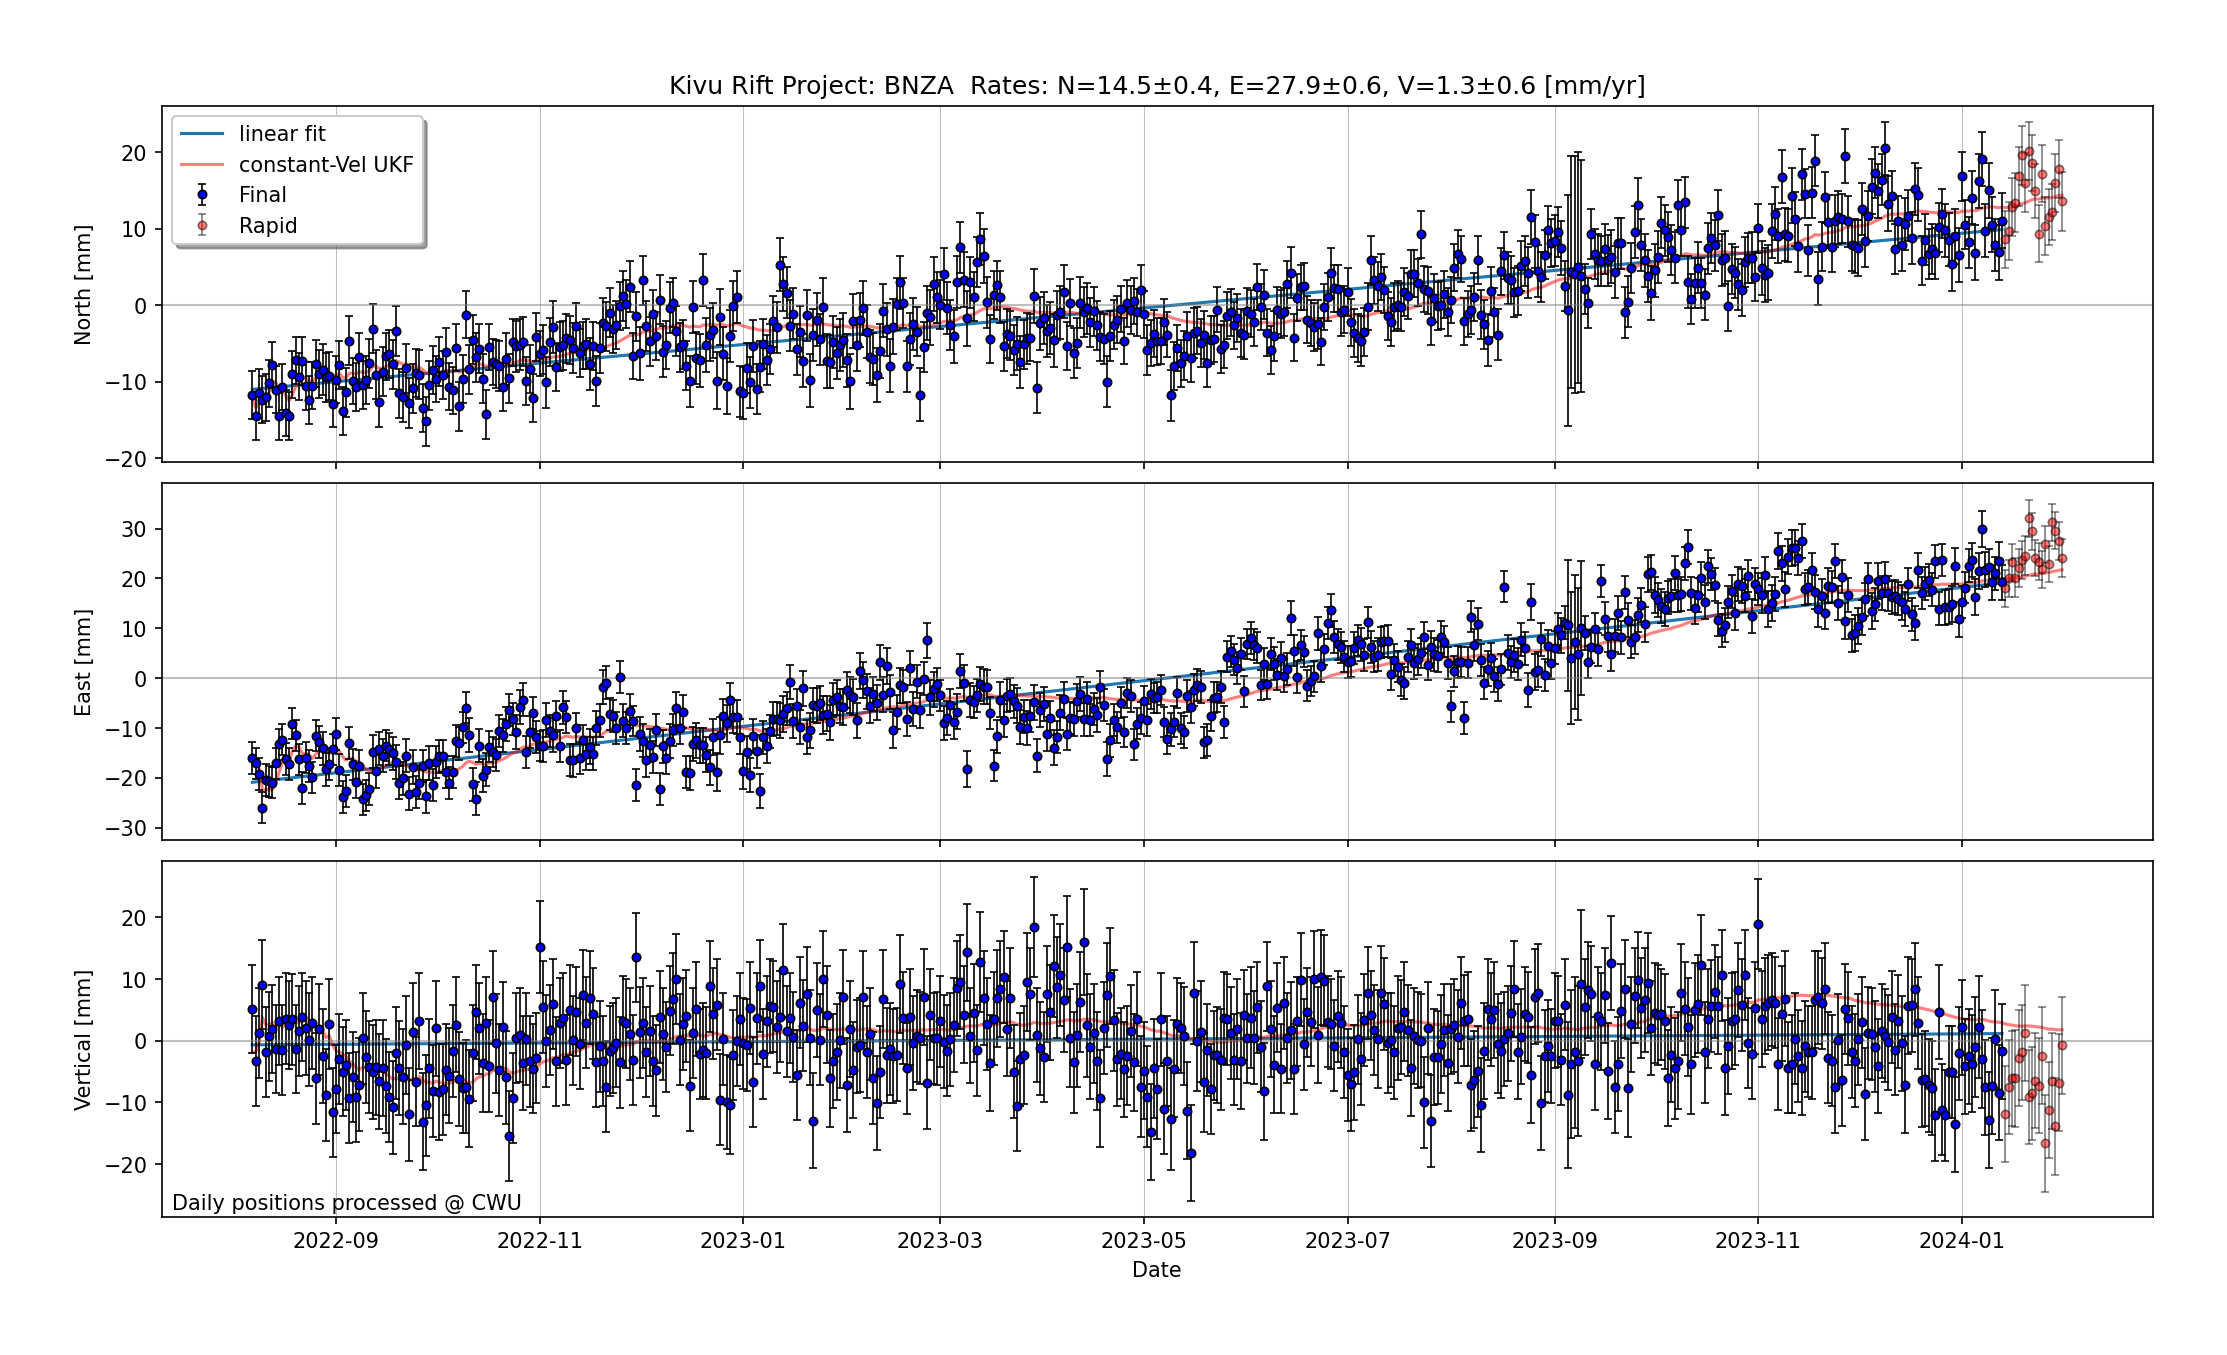 Kivu Rift Project: BNZA  Rates: N=14.5±0.4, E=27.9±0.6, V=1.3±0.6 [mm/yr]
linear fit
constant-Vel UKF
Final
Rapid
North [mm]
20
10
0
−10
−20
East [mm]
30
20
10
0
−10
−20
−30
Vertical [mm]
20
10
0
−10
−20
Daily positions processed @ CWU
2022-09 2022-11 2023-01 2023-03 2023-05 2023-07 2023-09 2023-11 2024-01
Date